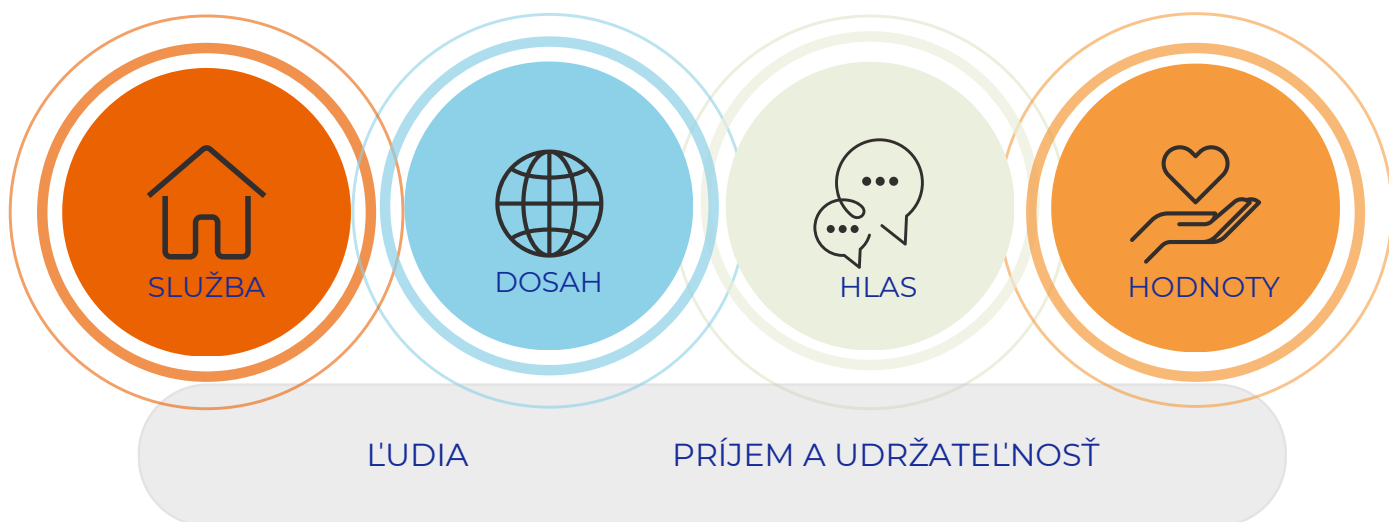 SLUŽBA
DOSAH
HLAS
HODNOTY
ĽUDIA
PRÍJEM A UDRŽATEĽNOSŤ